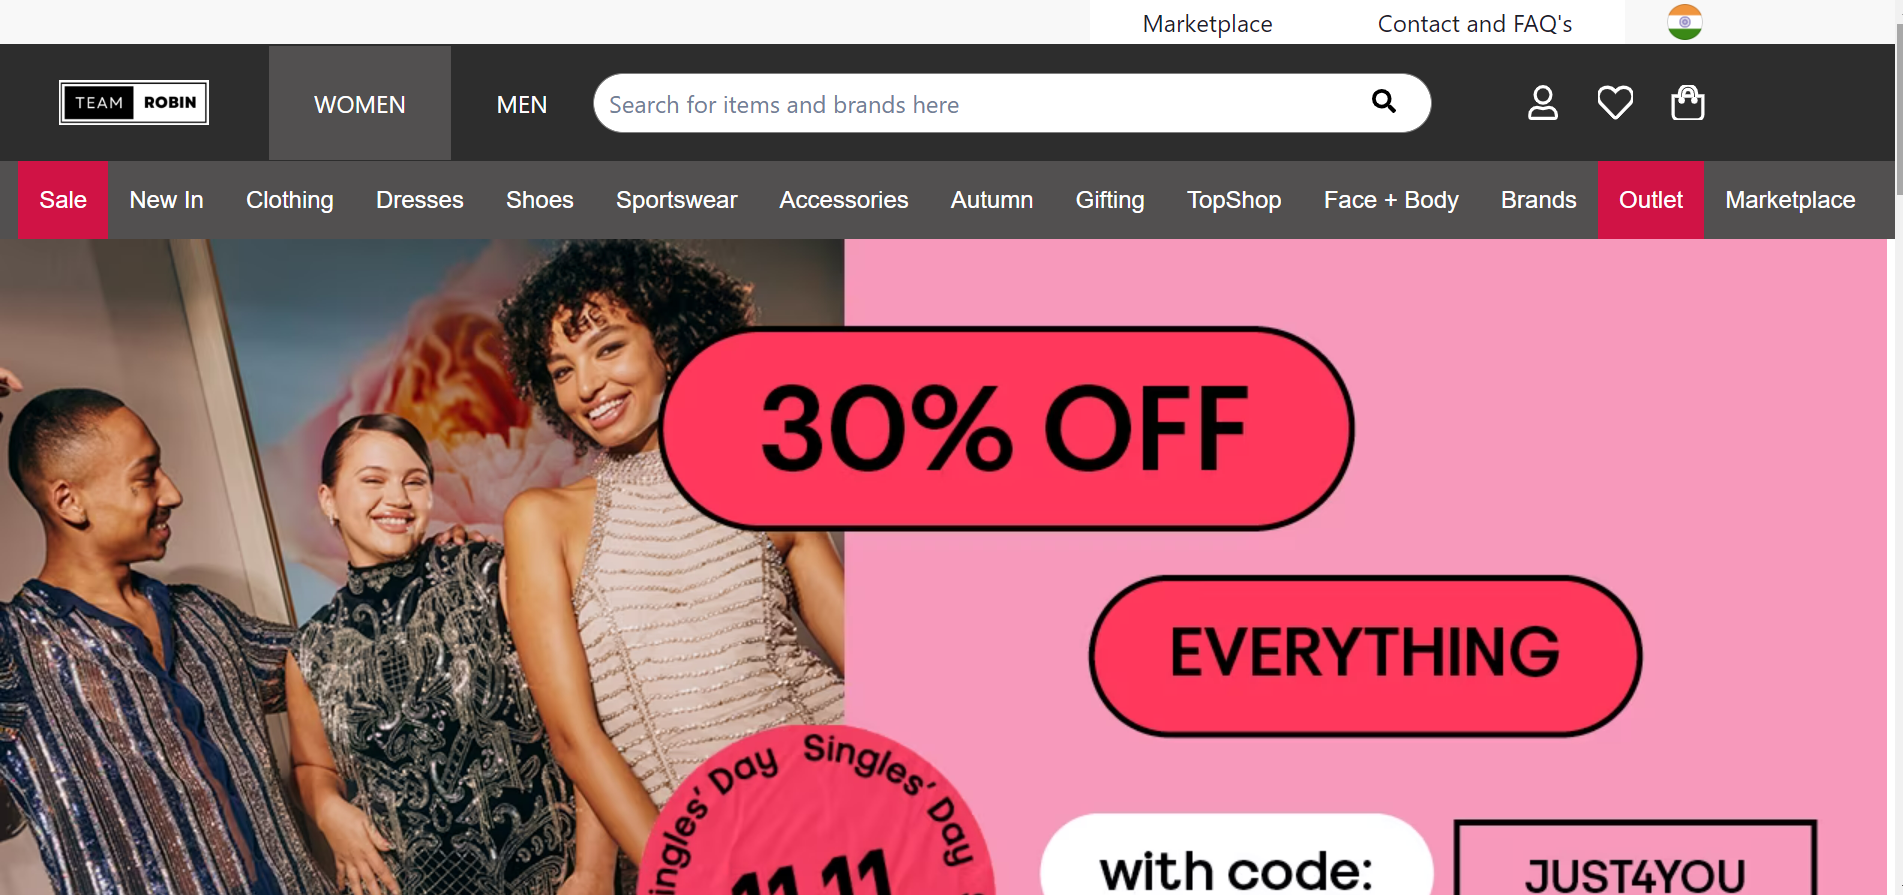 Marketplace Contact and FAQ's
TEAM ROBIN WOMEN MEN Search for items and brands here
Sale New In Clothing Dresses Shoes Sportswear Accessories Autumn Gifting TopShop Face + Body Brands Outlet Marketplace
30% OFF
EVERYTHING
Singles' Day Singles' Day
11.11
with code: JUST4YOU